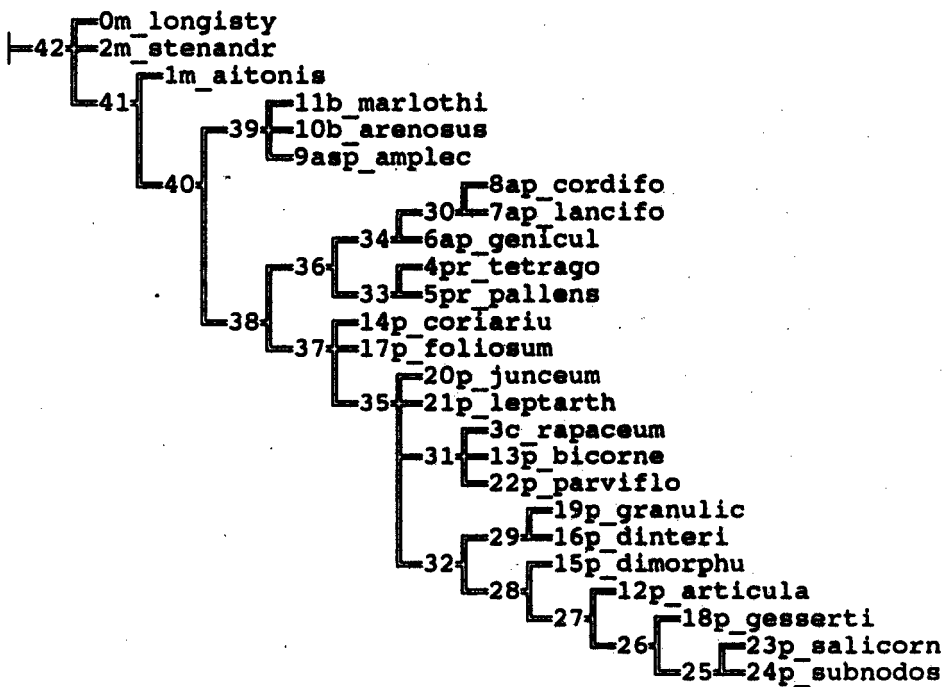 0m_longisty
42 2m_stenandr
1m_aitonis
41
11b_marlothi
39 10b_arenosus
9asp_amplec
40 8ap_cordifo
30 7ap_lancifo
34 6ap_genicul
36 4pr_tetrago
33 5pr_pallens
38 14p_coriariu
37 17p_foliosum
20p_junceum
35 21p_leptarth
3c_rapaceum
31 13p_bicorne
22p_parviflo
19p_granulic
29 16p_dinteri
32 15p_dimorphu
28 12p_articula
27 18p_gesserti
26 23p_salicorn
25 24p_subnodos